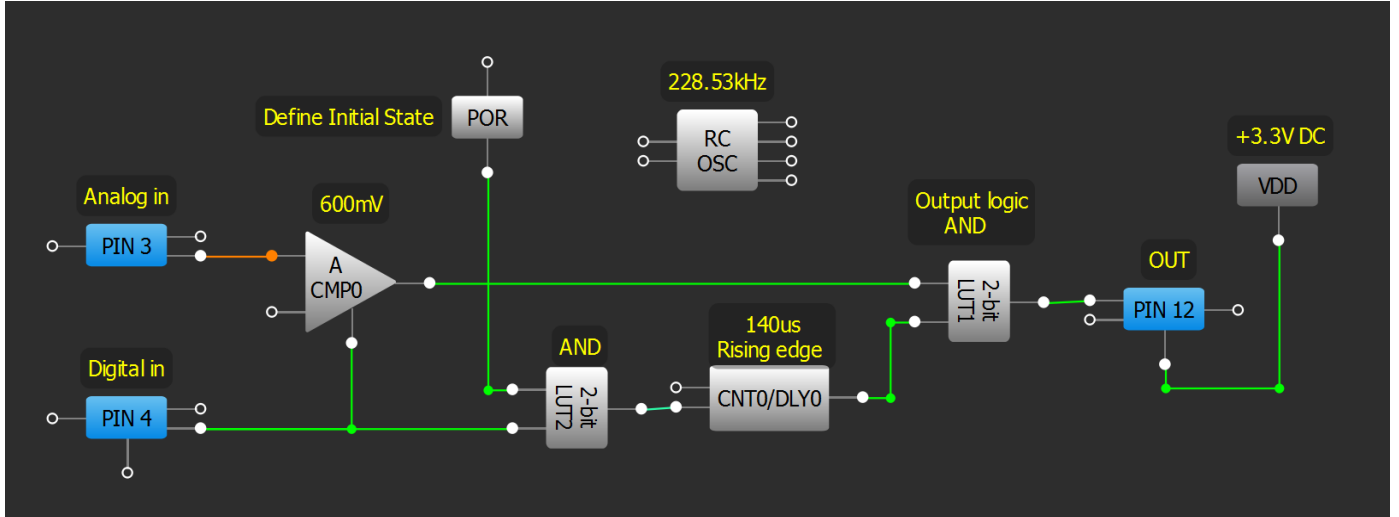 228.53kHz
Define Initial State
POR
RC
OSC
+3.3V DC
VDD
Analog in
PIN 3
600mV
A
CMP0
Output logic
AND
2-bit
LUT1
OUT
PIN 12
Digital in
PIN 4
AND
2-bit
LUT2
140us
Rising edge
CNT0/DLY0